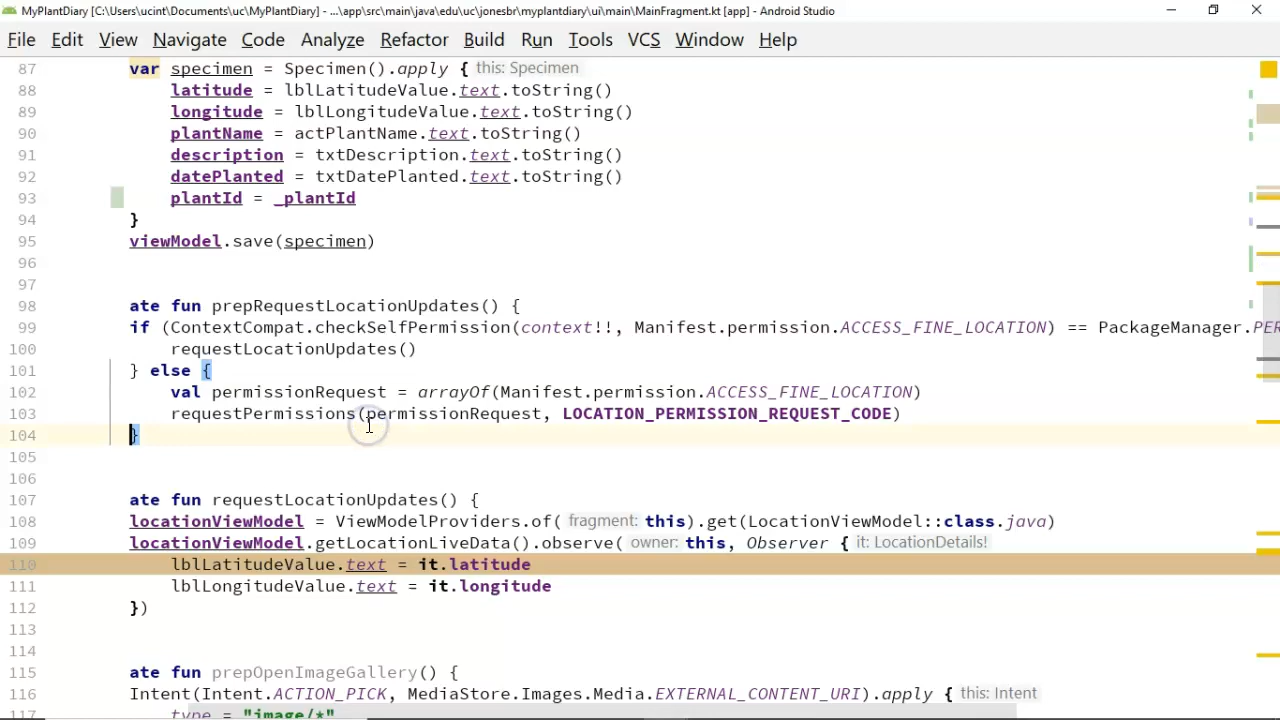 MyPlantDiary [C:\Users\ucint\Documents\uc\MyPlantDiary] - ...\app\src\main\java\edu\uc\jonesbr\myplantdiary\ui\main\MainFragment.kt [app] - Android Studio
File Edit View Navigate Code Analyze Refactor Build Run Tools VCS Window Help
87 var specimen = Specimen().apply { this: Specimen
88 latitude = lblLatitudeValue.text.toString()
89 longitude = lblLongitudeValue.text.toString()
90 plantName = actPlantName.text.toString()
91 description = txtDescription.text.toString()
92 datePlanted = txtDatePlanted.text.toString()
93 plantId = _plantId
94 }
95 viewModel.save(specimen)
96
97
98 ate fun prepRequestLocationUpdates() {
99 if (ContextCompat.checkSelfPermission(context!!, Manifest.permission.ACCESS_FINE_LOCATION) == PackageManager.PER
100 requestLocationUpdates()
101 } else {
102 val permissionRequest = arrayOf(Manifest.permission.ACCESS_FINE_LOCATION)
103 requestPermissions(permissionRequest, LOCATION_PERMISSION_REQUEST_CODE)
104 }
105
106
107 ate fun requestLocationUpdates() {
108 locationViewModel = ViewModelProviders.of( fragment: this).get(LocationViewModel::class.java)
109 locationViewModel.getLocationLiveData().observe( owner: this, Observer { it: LocationDetails!
110 lblLatitudeValue.text = it.latitude
111 lblLongitudeValue.text = it.longitude
112 })
113
114
115 ate fun prepOpenImageGallery() {
116 Intent(Intent.ACTION_PICK, MediaStore.Images.Media.EXTERNAL_CONTENT_URI).apply { this: Intent
117 type = "image/*"